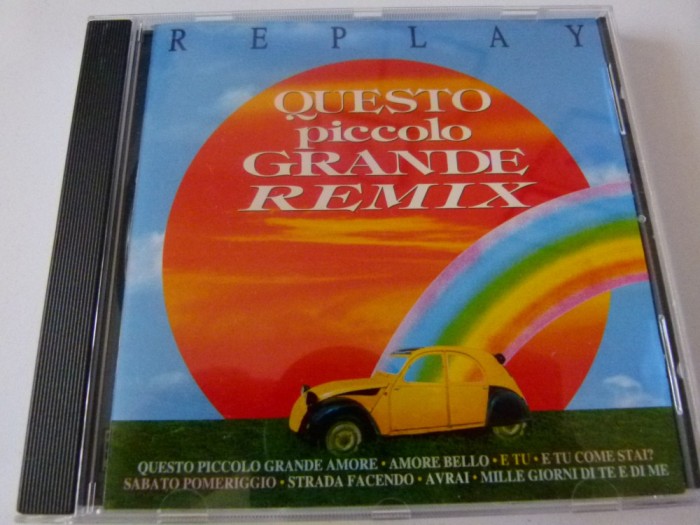 REPLAY
QUESTO
piccolo
GRANDE
REMIX
QUESTO PICCOLO GRANDE AMORE • AMORE BELLO • E TU • E TU COME STAI?
SABATO POMERIGGIO • STRADA FACENDO • AVRAI • MILLE GIORNI DI TE E DI ME